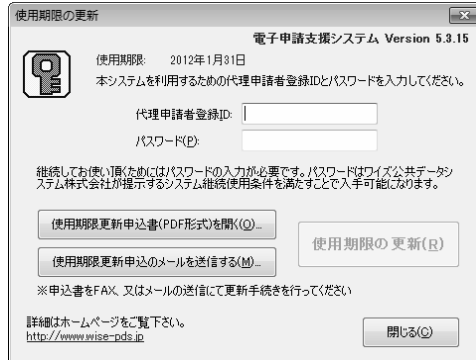 使用期限の更新
電子申請支援システム Version 5.3.15
使用期限: 2012年1月31日
本システムを利用するための代理申請者登録IDとパスワードを入力してください。
代理申請者登録ID:
パスワード(P):
継続してお使い頂くためにはパスワードの入力が必要です。パスワードはワイズ公共データシ
ステム株式会社が提示するシステム継続使用条件を満たすことで入手可能になります。
使用期限更新申込書(PDF形式)を開く(O)...
使用期限更新申込のメールを送信する(M)...
使用期限の更新(R)
※申込書をFAX、又はメールの送信にて更新手続きを行ってください
詳細はホームページをご覧下さい。
http://www.wise-pds.jp
閉じる(C)